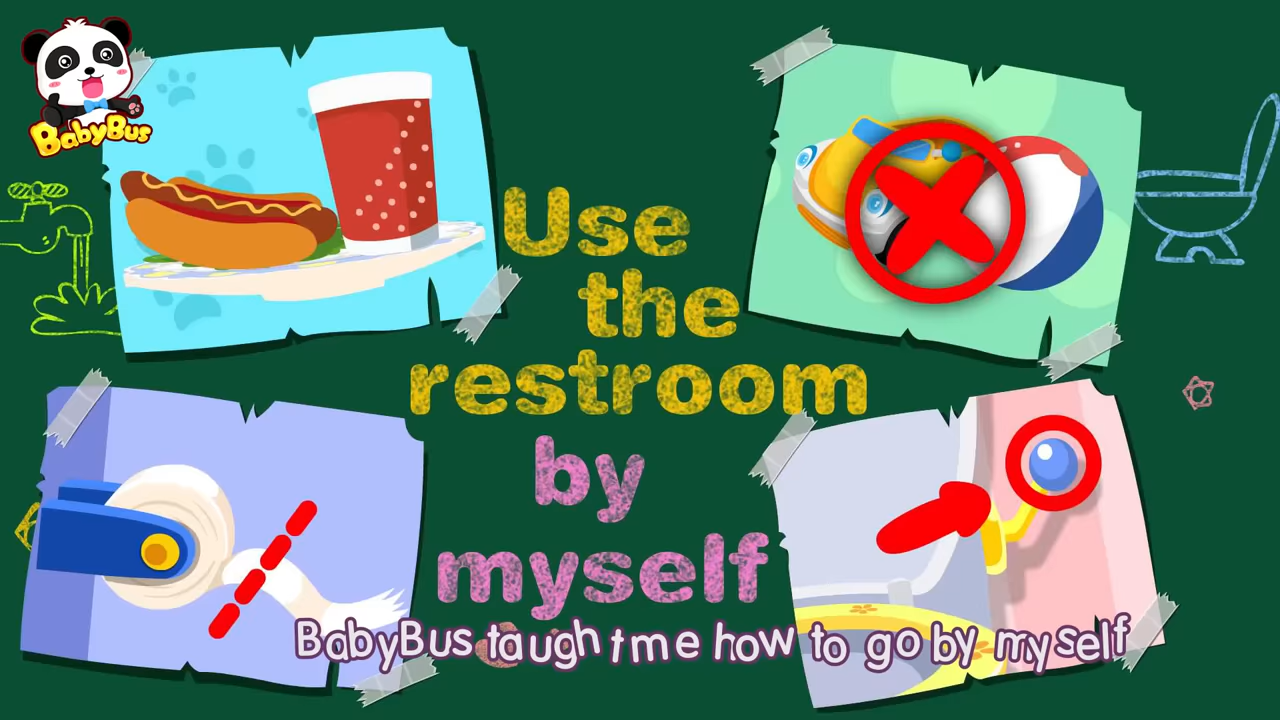 BabyBus
Use
the
restroom
by
myself
BabyBus taught me how to go by myself